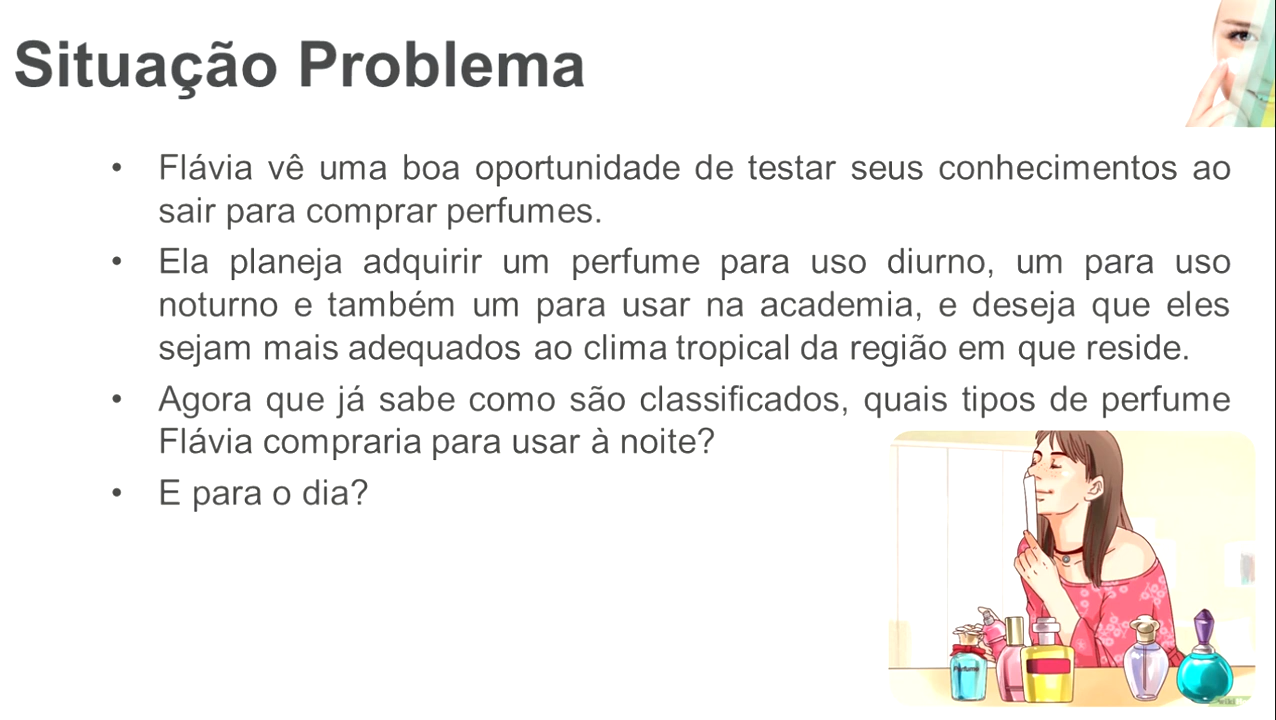 Situação Problema
• Flávia vê uma boa oportunidade de testar seus conhecimentos ao
sair para comprar perfumes.
• Ela planeja adquirir um perfume para uso diurno, um para uso
noturno e também um para usar na academia, e deseja que eles
sejam mais adequados ao clima tropical da região em que reside.
• Agora que já sabe como são classificados, quais tipos de perfume
Flávia compraria para usar à noite?
• E para o dia?